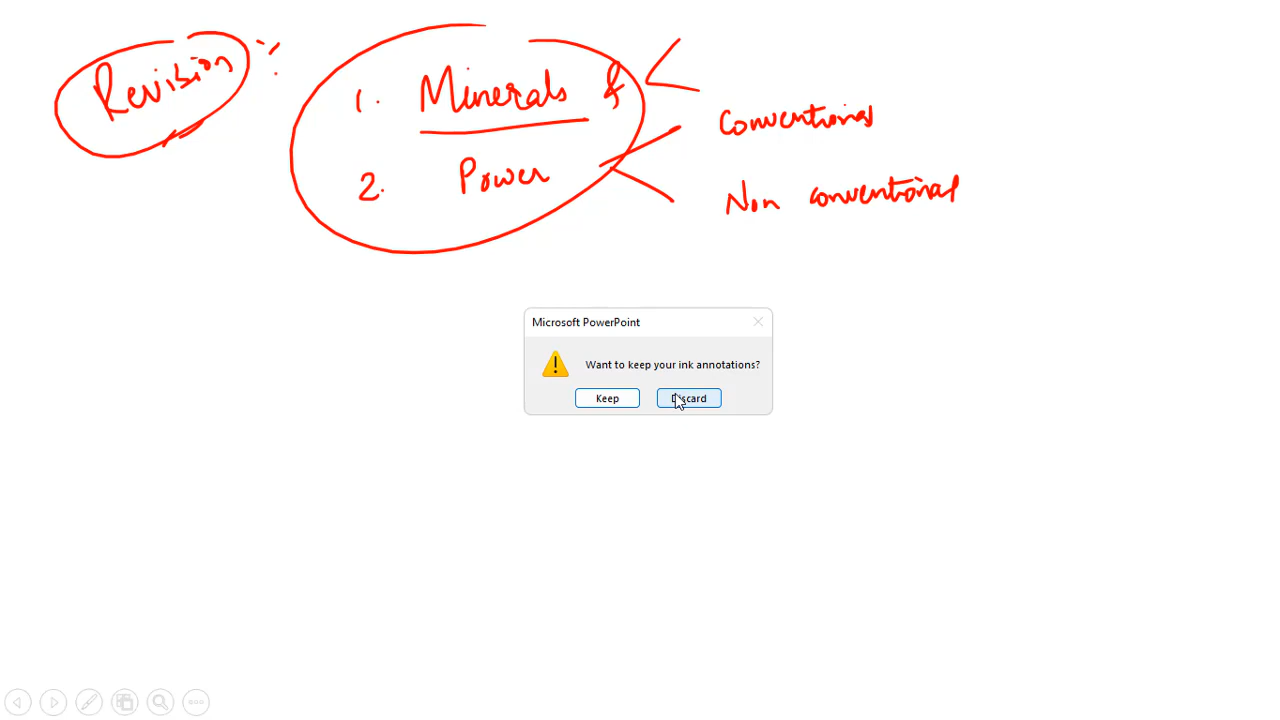 Revision :-
1. Minerals &
Conventional
2. Power
Non conventional
Microsoft PowerPoint
Want to keep your ink annotations?
Keep
Discard